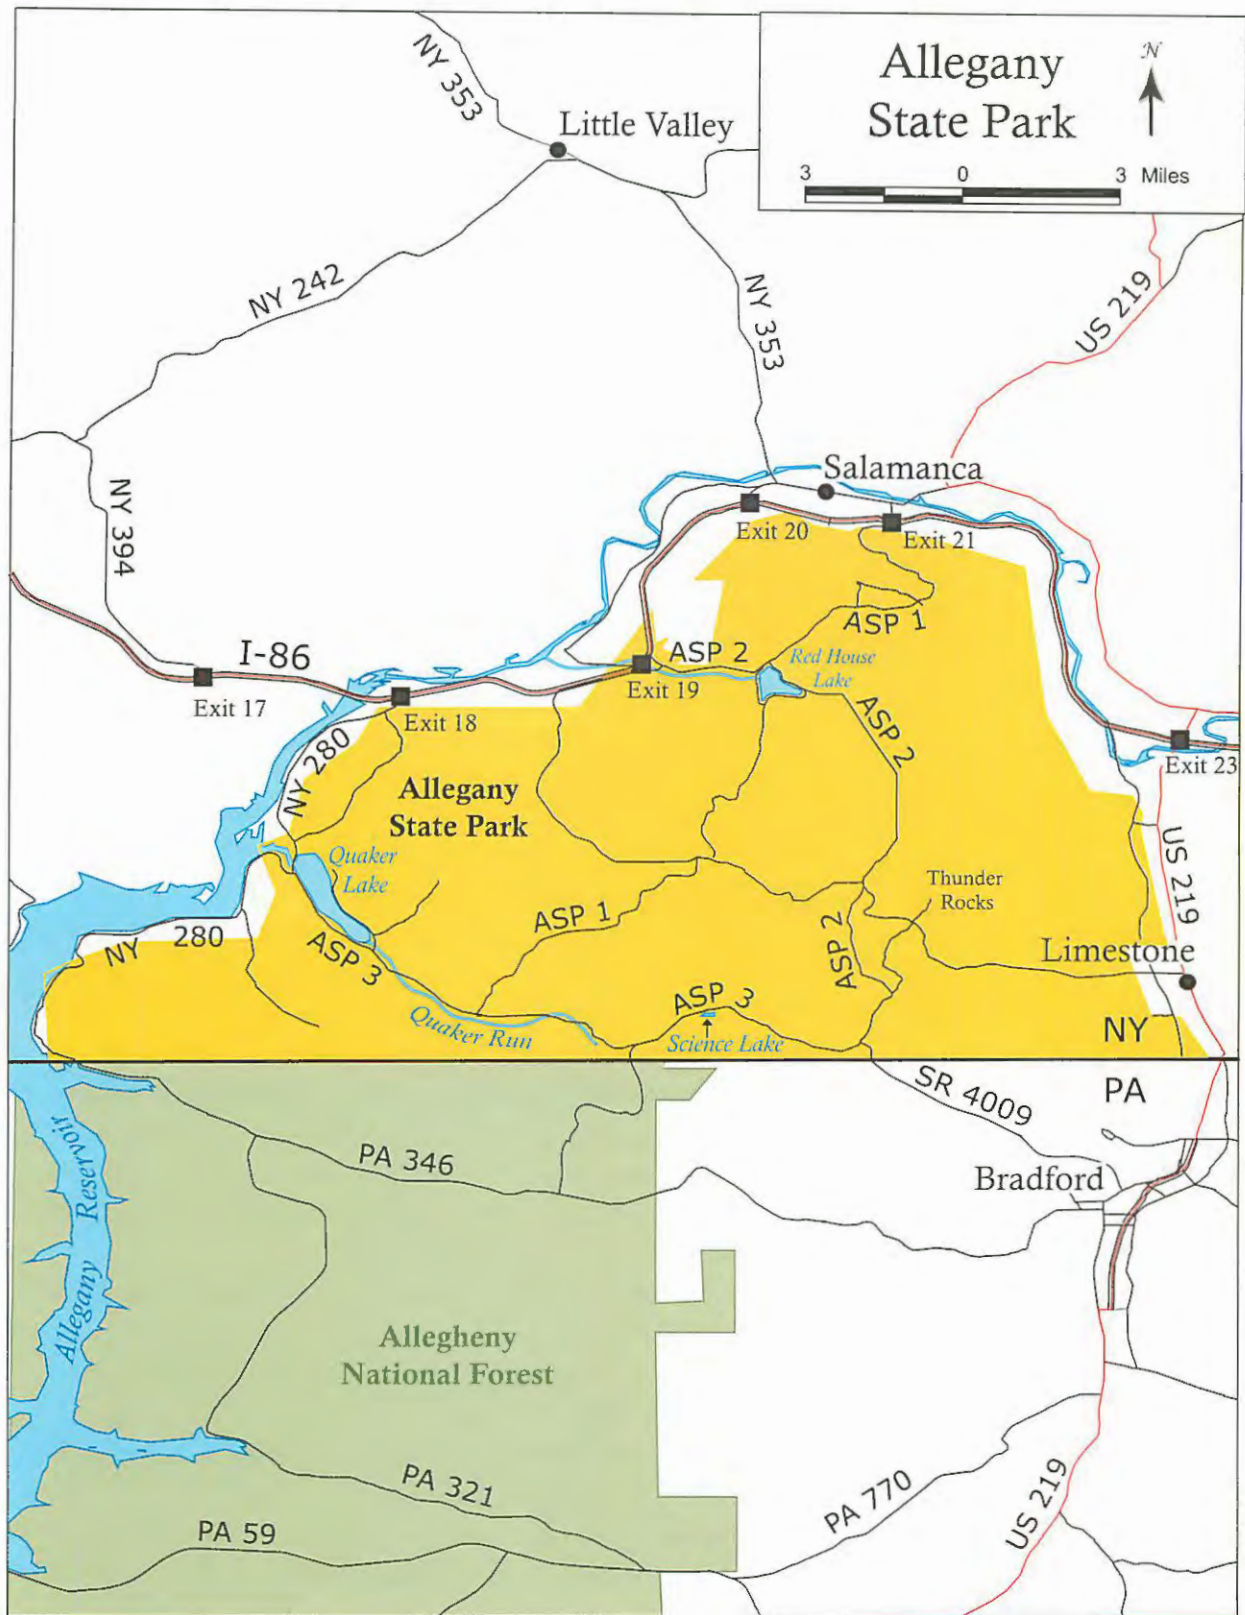 Allegany
State Park
N
3 0 3 Miles
NY 353
Little Valley
NY 242
NY 353
US 219
NY 394
Salamanca
Exit 20
Exit 21
I-86
Exit 17
Exit 18
Exit 19
ASP 2
ASP 1
Red House
Lake
ASP 2
Exit 23
NY 280
Allegany
State Park
Quaker
Lake
Thunder
Rocks
US 219
NY 280
ASP 3
ASP 1
ASP 2
Limestone
Quaker Run
ASP 3
Science Lake
NY
PA
SR 4009
PA 346
Bradford
Allegany Reservoir
Allegheny
National Forest
PA 321
PA 770
US 219
PA 59